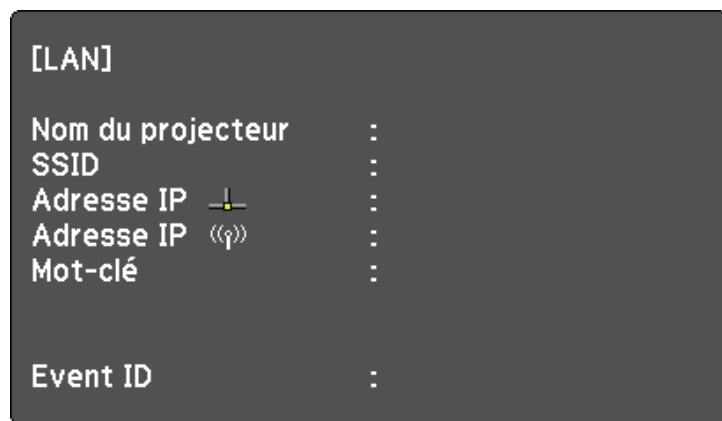 [LAN]
Nom du projecteur :
SSID :
Adresse IP :
Adresse IP :
Mot-clé :
Event ID :